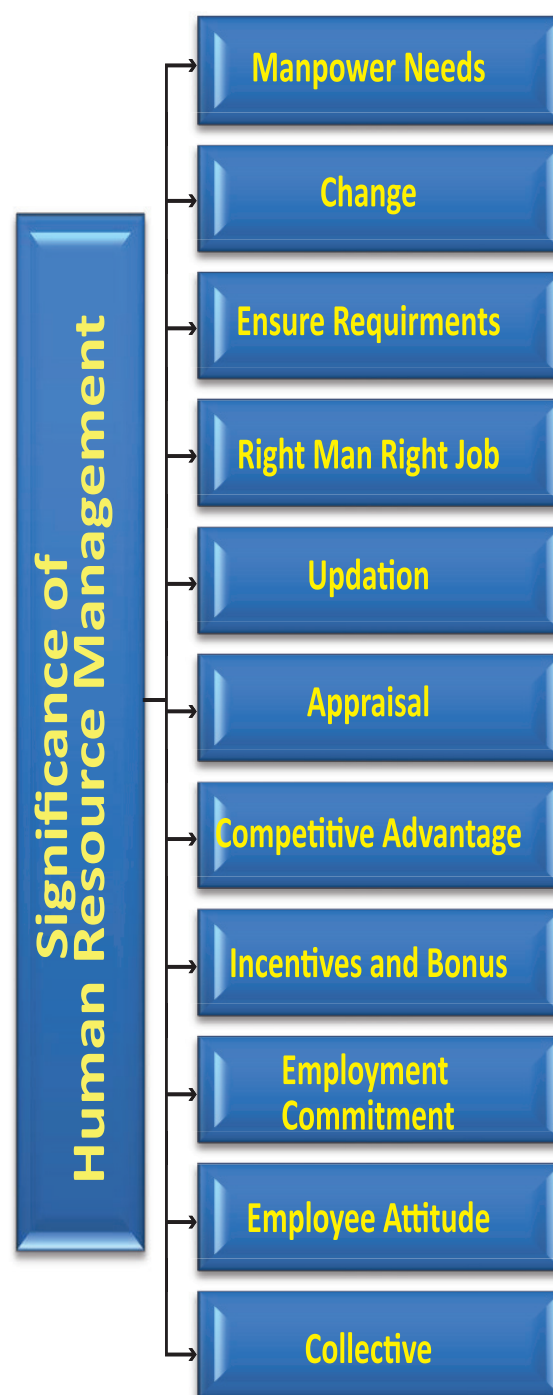 Significance of
Human Resource Management
Manpower Needs
Change
Ensure Requirments
Right Man Right Job
Updation
Appraisal
Competitive Advantage
Incentives and Bonus
Employment
Commitment
Employee Attitude
Collective